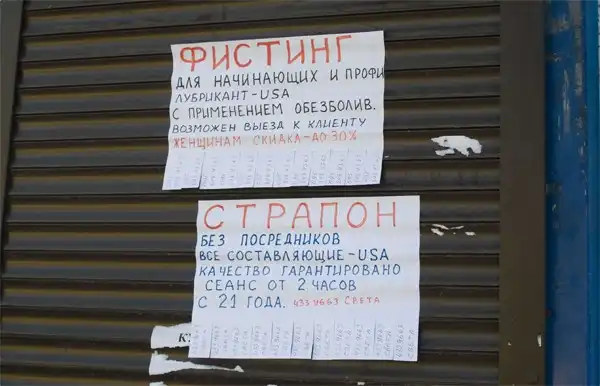 ФИСТИНГ
ДЛЯ НАЧИНАЮЩИХ И ПРОФИ
ЛУБРИКАНТ-USA
С ПРИМЕНЕНИЕМ ОБЕЗБОЛИВ.
ВОЗМОЖЕН ВЫЕЗД К КЛИЕНТУ
ЖЕНЩИНАМ СКИДКА-ДО 30%
СТРАПОН
БЕЗ ПОСРЕДНИКОВ
ВСЕ СОСТАВЛЯЮЩИЕ-USA
КАЧЕСТВО ГАРАНТИРОВАНО
СЕАНС ОТ 2 ЧАСОВ
С 21 ГОДА. СВЕТА